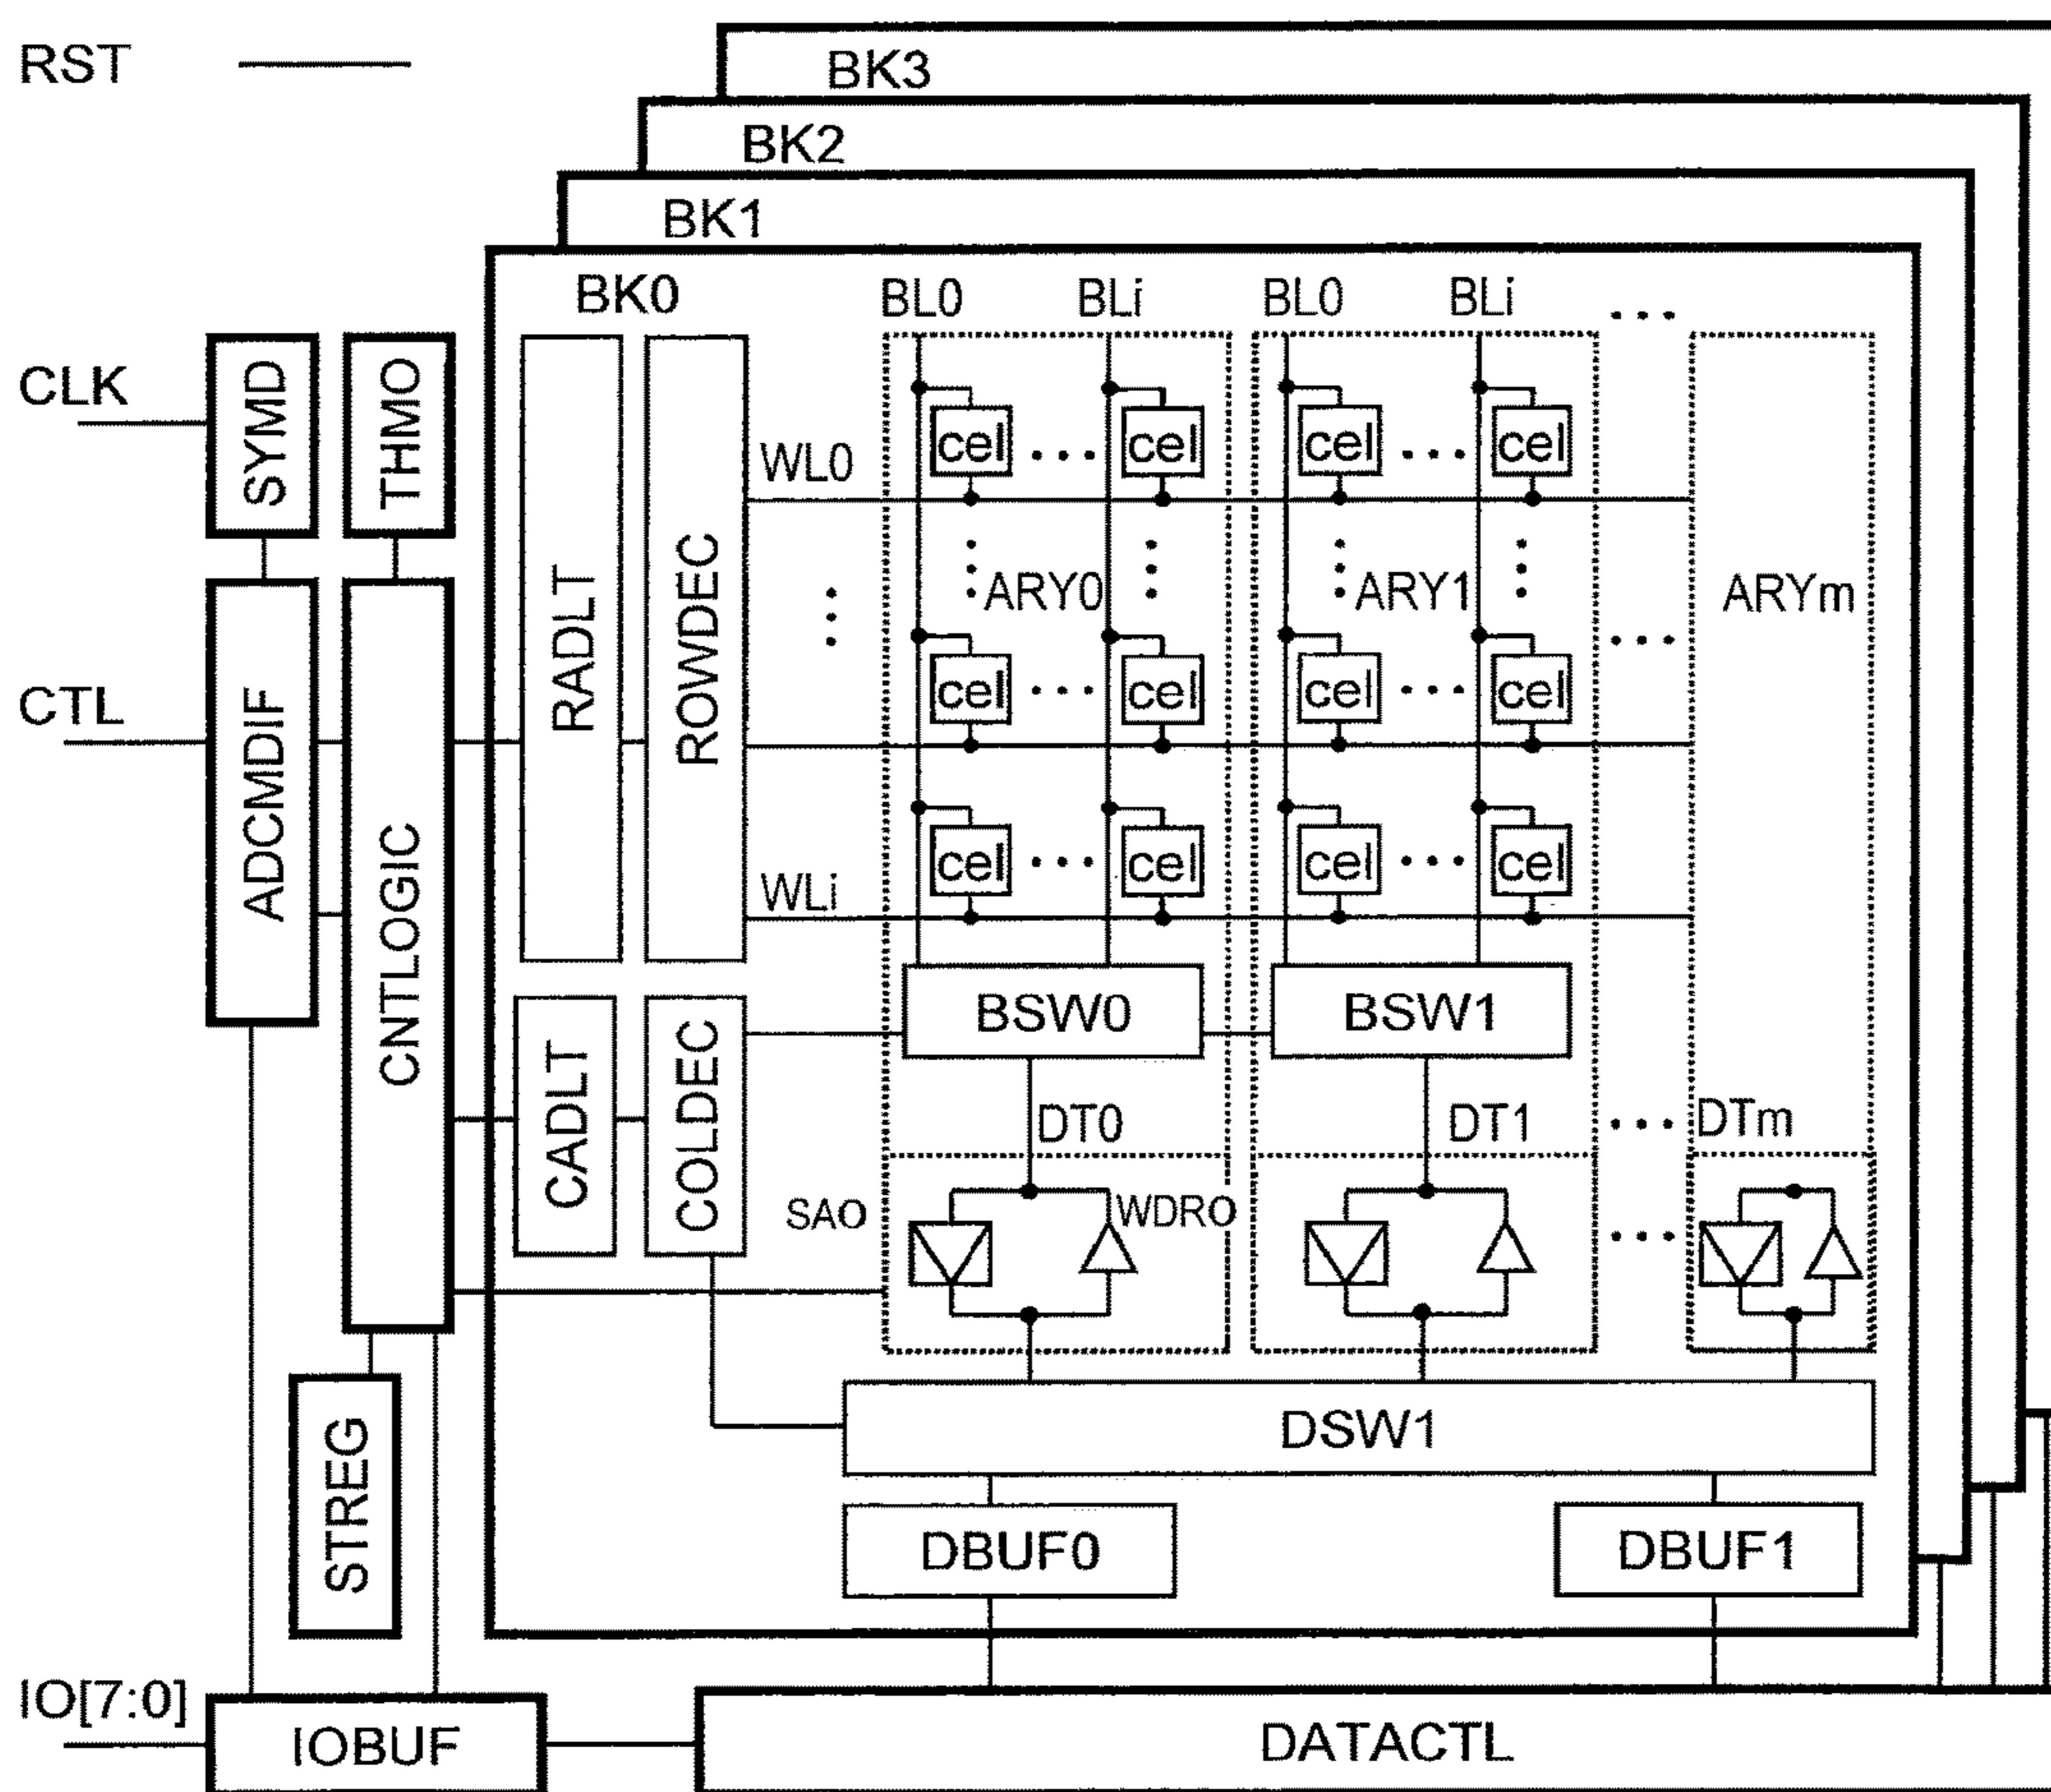 RST
BK3
BK2
BK1
BK0
BL0 BLi BL0 BLi ...
CLK
SYMD
THMO
cel ... cel cel ... cel
WL0
RADLT
ROWDEC
ARY0 ARY1 ARYm
CTL
ADCMDIF
CNTLOGIC
cel ... cel cel ... cel
cel ... cel cel ... cel
WLi
BSW0 BSW1
CADLT
COLDEC
DT0 DT1 ... DTm
SAo WDRo ...
DSW1
STREG
DBUF0 DBUF1
IO[7:0]
IOBUF DATACTL